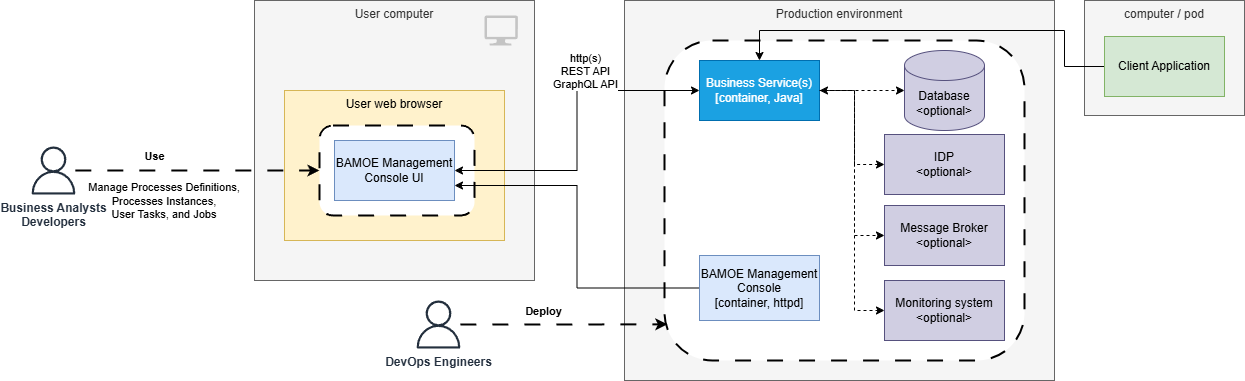 User computer
Production environment
computer / pod
Client Application
http(s)
REST API
GraphQL API
Business Service(s)
[container, Java]
Database
<optional>
User web browser
BAMOE Management
Console UI
Use
Manage Processes Definitions,
Processes Instances,
User Tasks, and Jobs
Business Analysts
Developers
IDP
<optional>
Message Broker
<optional>
BAMOE Management
Console
[container, httpd]
Monitoring system
<optional>
Deploy
DevOps Engineers